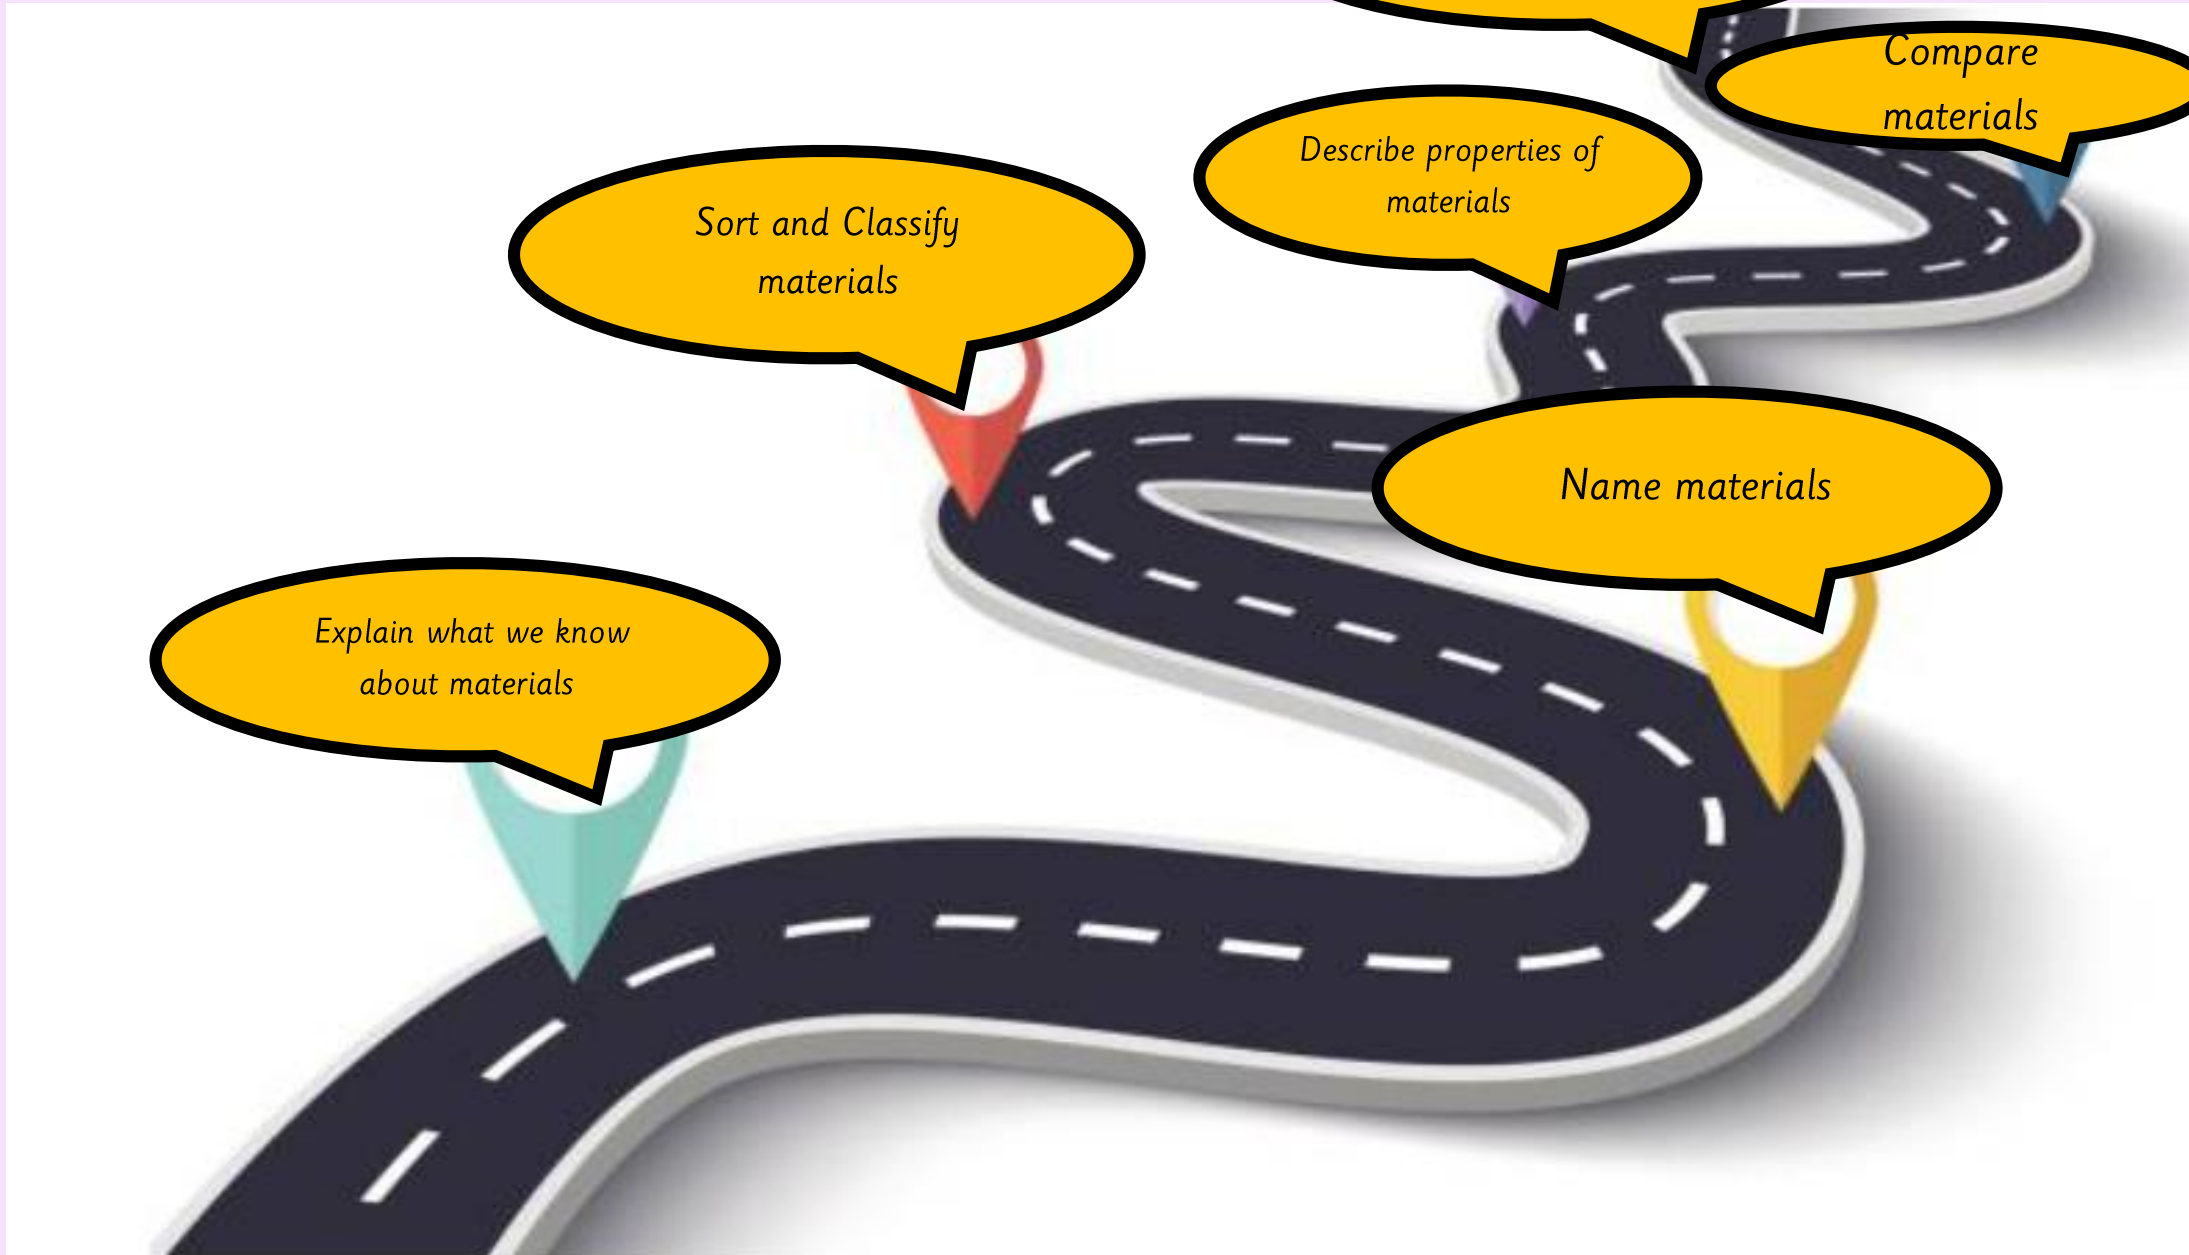 Compare
materials
Describe properties of
materials
Sort and Classify
materials
Name materials
Explain what we know
about materials